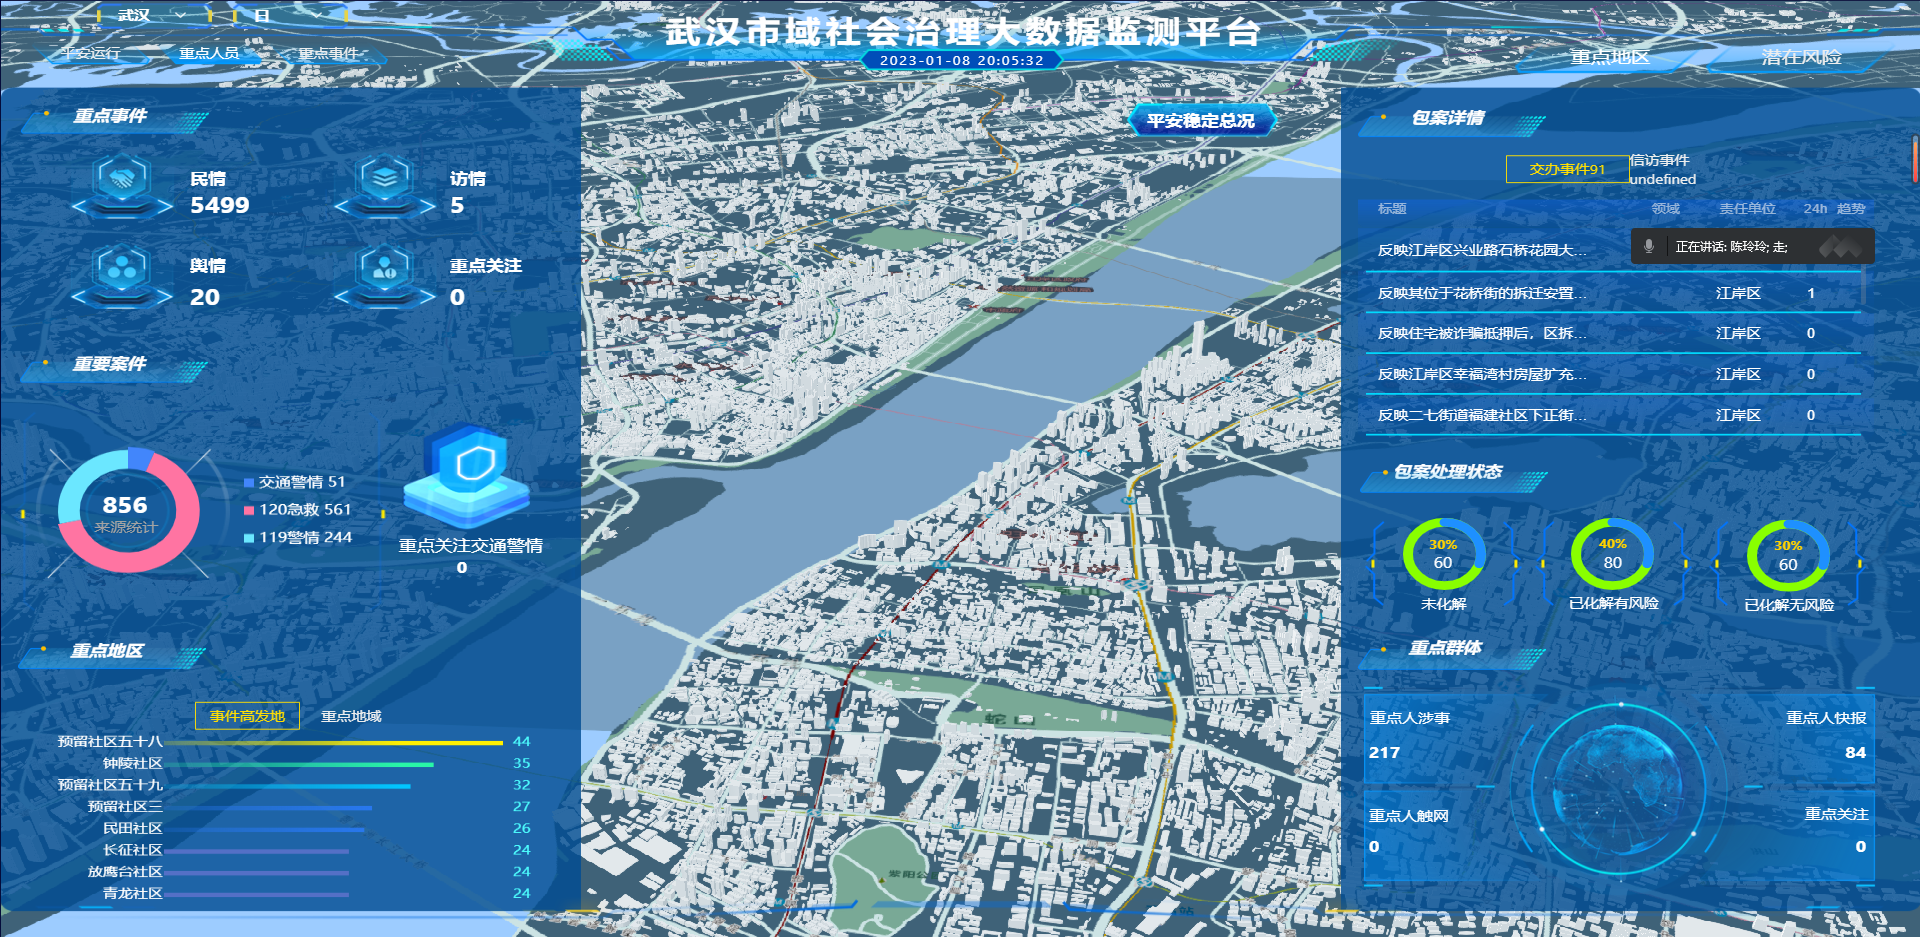 武汉
日
武汉市域社会治理大数据监测平台
2023-01-08 20:05:32
平安运行
重点人员
重点事件
重点地区
潜在风险
平安稳定总况
重点事件
民情
5499
访情
5
舆情
20
重点关注
0
重要案件
856
来源统计
交通警情 51
120急救 561
119警情 244
重点关注交通警情
0
重点地区
事件高发地
重点地域
预留社区五十八 44
钟陵社区 35
预留社区五十九 32
预留社区三 27
民田社区 26
长征社区 24
放鹰台社区 24
青龙社区 24
蛇山
紫阳公
包案详情
交办事件91
信访事件
undefined
标题 领域 责任单位 24h 趋势
反映江岸区兴业路石桥花园大...
正在讲话: 陈玲玲; 走;
反映其位于花桥街的拆迁安置... 江岸区 1
反映住宅被诈骗抵押后，区拆... 江岸区 0
反映江岸区幸福湾村房屋扩充... 江岸区 0
反映二七街道福建社区下正街... 江岸区 0
包案处理状态
30%
60
未化解
40%
80
已化解有风险
30%
60
已化解无风险
重点群体
重点人涉事
217
重点人快报
84
重点人触网
0
重点关注
0